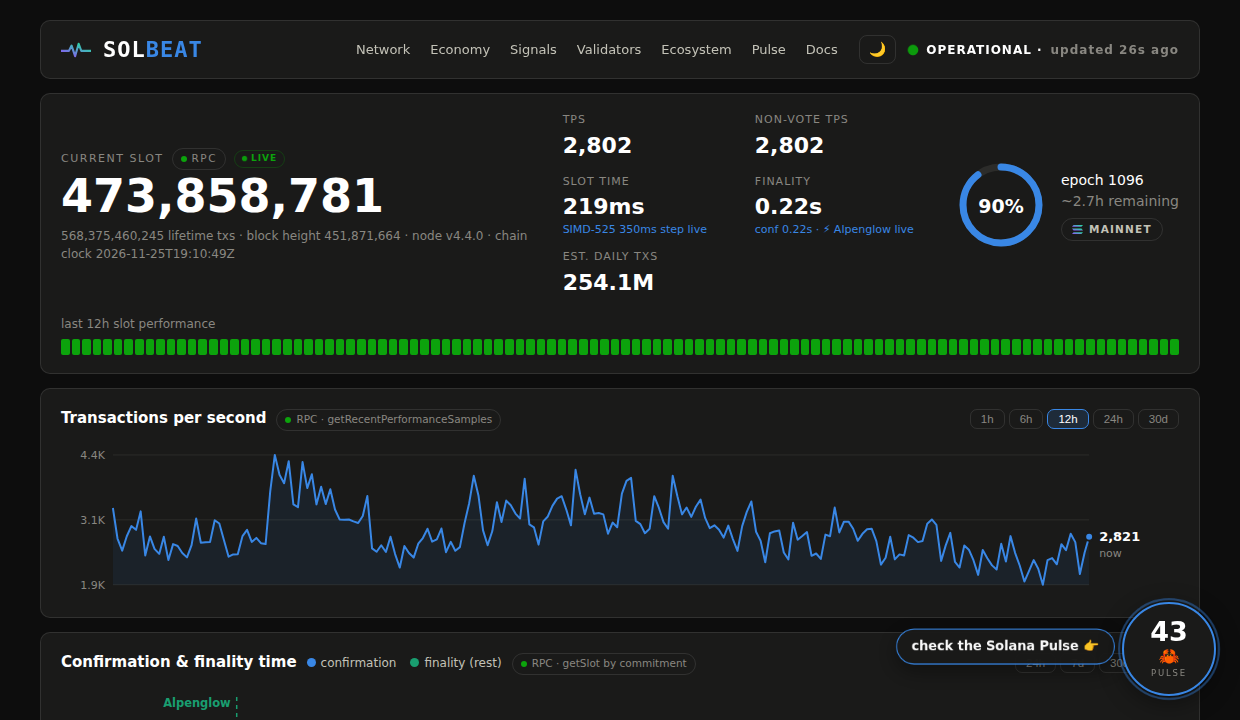 SOLBEAT
Network Economy Signals Validators Ecosystem Pulse Docs 🌙 OPERATIONAL · updated 26s ago
CURRENT SLOT RPC LIVE
473,858,781
568,375,460,245 lifetime txs · block height 451,871,664 · node v4.4.0 · chain
clock 2026-11-25T19:10:49Z
TPS
2,802
NON-VOTE TPS
2,802
SLOT TIME
219ms
SIMD-525 350ms step live
FINALITY
0.22s
conf 0.22s · ⚡ Alpenglow live
EST. DAILY TXS
254.1M
90%
epoch 1096
~2.7h remaining
MAINNET
last 12h slot performance
Transactions per second RPC · getRecentPerformanceSamples
1h 6h 12h 24h 30d
4.4K
3.1K
1.9K
2,821
now
Confirmation & finality time confirmation finality (rest) RPC · getSlot by commitment
Alpenglow
check the Solana Pulse 👉
43
🦀
PULSE